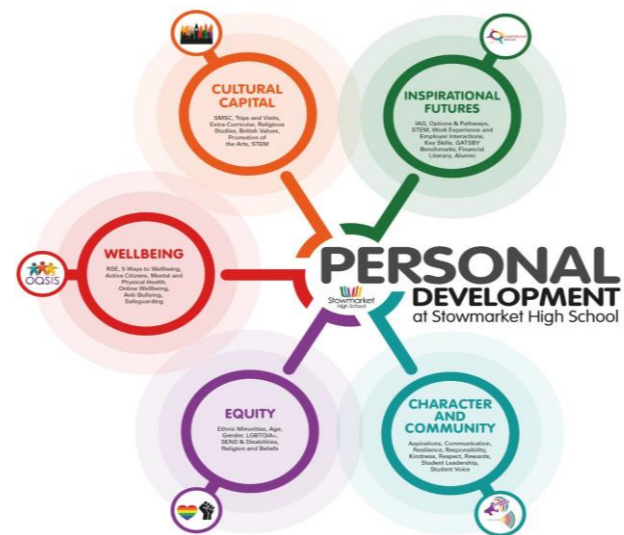 CULTURAL
CAPITAL
SMSC, Trips and Visits,
Extra Curricular, Religious
Studies, British Values,
Promotion of
the Arts, STEM
INSPIRATIONAL
FUTURES
IAG, Options & Pathways,
STEM, Work Experience and
Employer Interactions,
Key Skills, GATSBY
Benchmarks, Financial
Literacy, Alumni
WELLBEING
RSE, 5 Ways to Wellbeing,
Active Citizens, Mental and
Physical Health,
Online Wellbeing,
Anti-Bullying,
Safeguarding
oasis
PERSONAL
DEVELOPMENT
at Stowmarket High School
Stowmarket
High School
EQUITY
Ethnic Minorities, Age,
Gender, LGBTQIA+,
SEND & Disabilities,
Religion and Beliefs
CHARACTER
AND
COMMUNITY
Aspirations, Communication,
Resilience, Responsibility,
Kindness, Respect, Rewards,
Student Leadership,
Student Voice